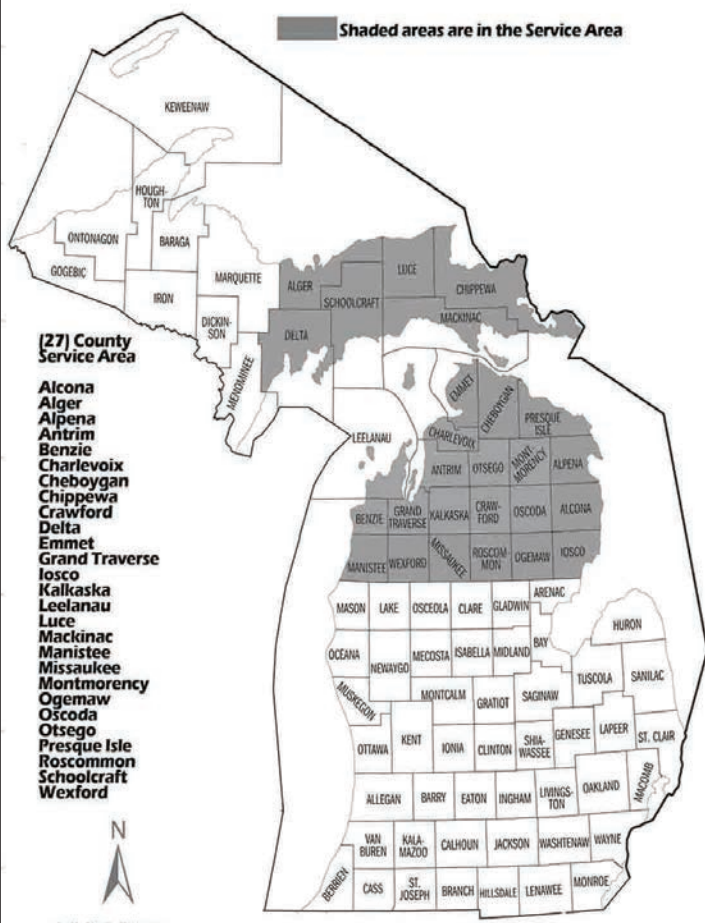 Shaded areas are in the Service Area
KEWEENAW
HOUGH-
TON
ONTONAGON
BARAGA
GOGEBIC
MARQUETTE
IRON
DICKIN-
SON
MENOMINEE
ALGER
LUCE
SCHOOLCRAFT
CHIPPEWA
MACKINAC
DELTA
(27) County
Service Area
Alcona
Alger
Alpena
Antrim
Benzie
Charlevoix
Cheboygan
Chippewa
Crawford
Delta
Emmet
Grand Traverse
Iosco
Kalkaska
Leelanau
Luce
Mackinac
Manistee
Missaukee
Montmorency
Ogemaw
Oscoda
Otsego
Presque Isle
Roscommon
Schoolcraft
Wexford
N
EMMET
CHEBOYGAN
PRESQUE
ISLE
LEELANAU
CHARLEVOIX
ANTRIM
OTSEGO
MONT-
MORENCY
ALPENA
BENZIE
GRAND
TRAVERSE
KALKASKA
CRAW-
FORD
OSCODA
ALCONA
MANISTEE
WEXFORD
MISSAUKEE
ROSCOM-
MON
OGEMAW
IOSCO
ARENAC
MASON
LAKE
OSCEOLA
CLARE
GLADWIN
HURON
OCEANA
NEWAYGO
MECOSTA
ISABELLA
MIDLAND
BAY
TUSCOLA
SANILAC
MUSKEGON
MONTCALM
GRATIOT
SAGINAW
OTTAWA
KENT
IONIA
CLINTON
SHIA-
WASSEE
GENESEE
LAPEER
ST. CLAIR
ALLEGAN
BARRY
EATON
INGHAM
LIVINGS-
TON
OAKLAND
MACOMB
VAN
BUREN
KALA-
MAZOO
CALHOUN
JACKSON
WASHTENAW
WAYNE
BERRIEN
CASS
ST.
JOSEPH
BRANCH
HILLSDALE
LENAWEE
MONROE